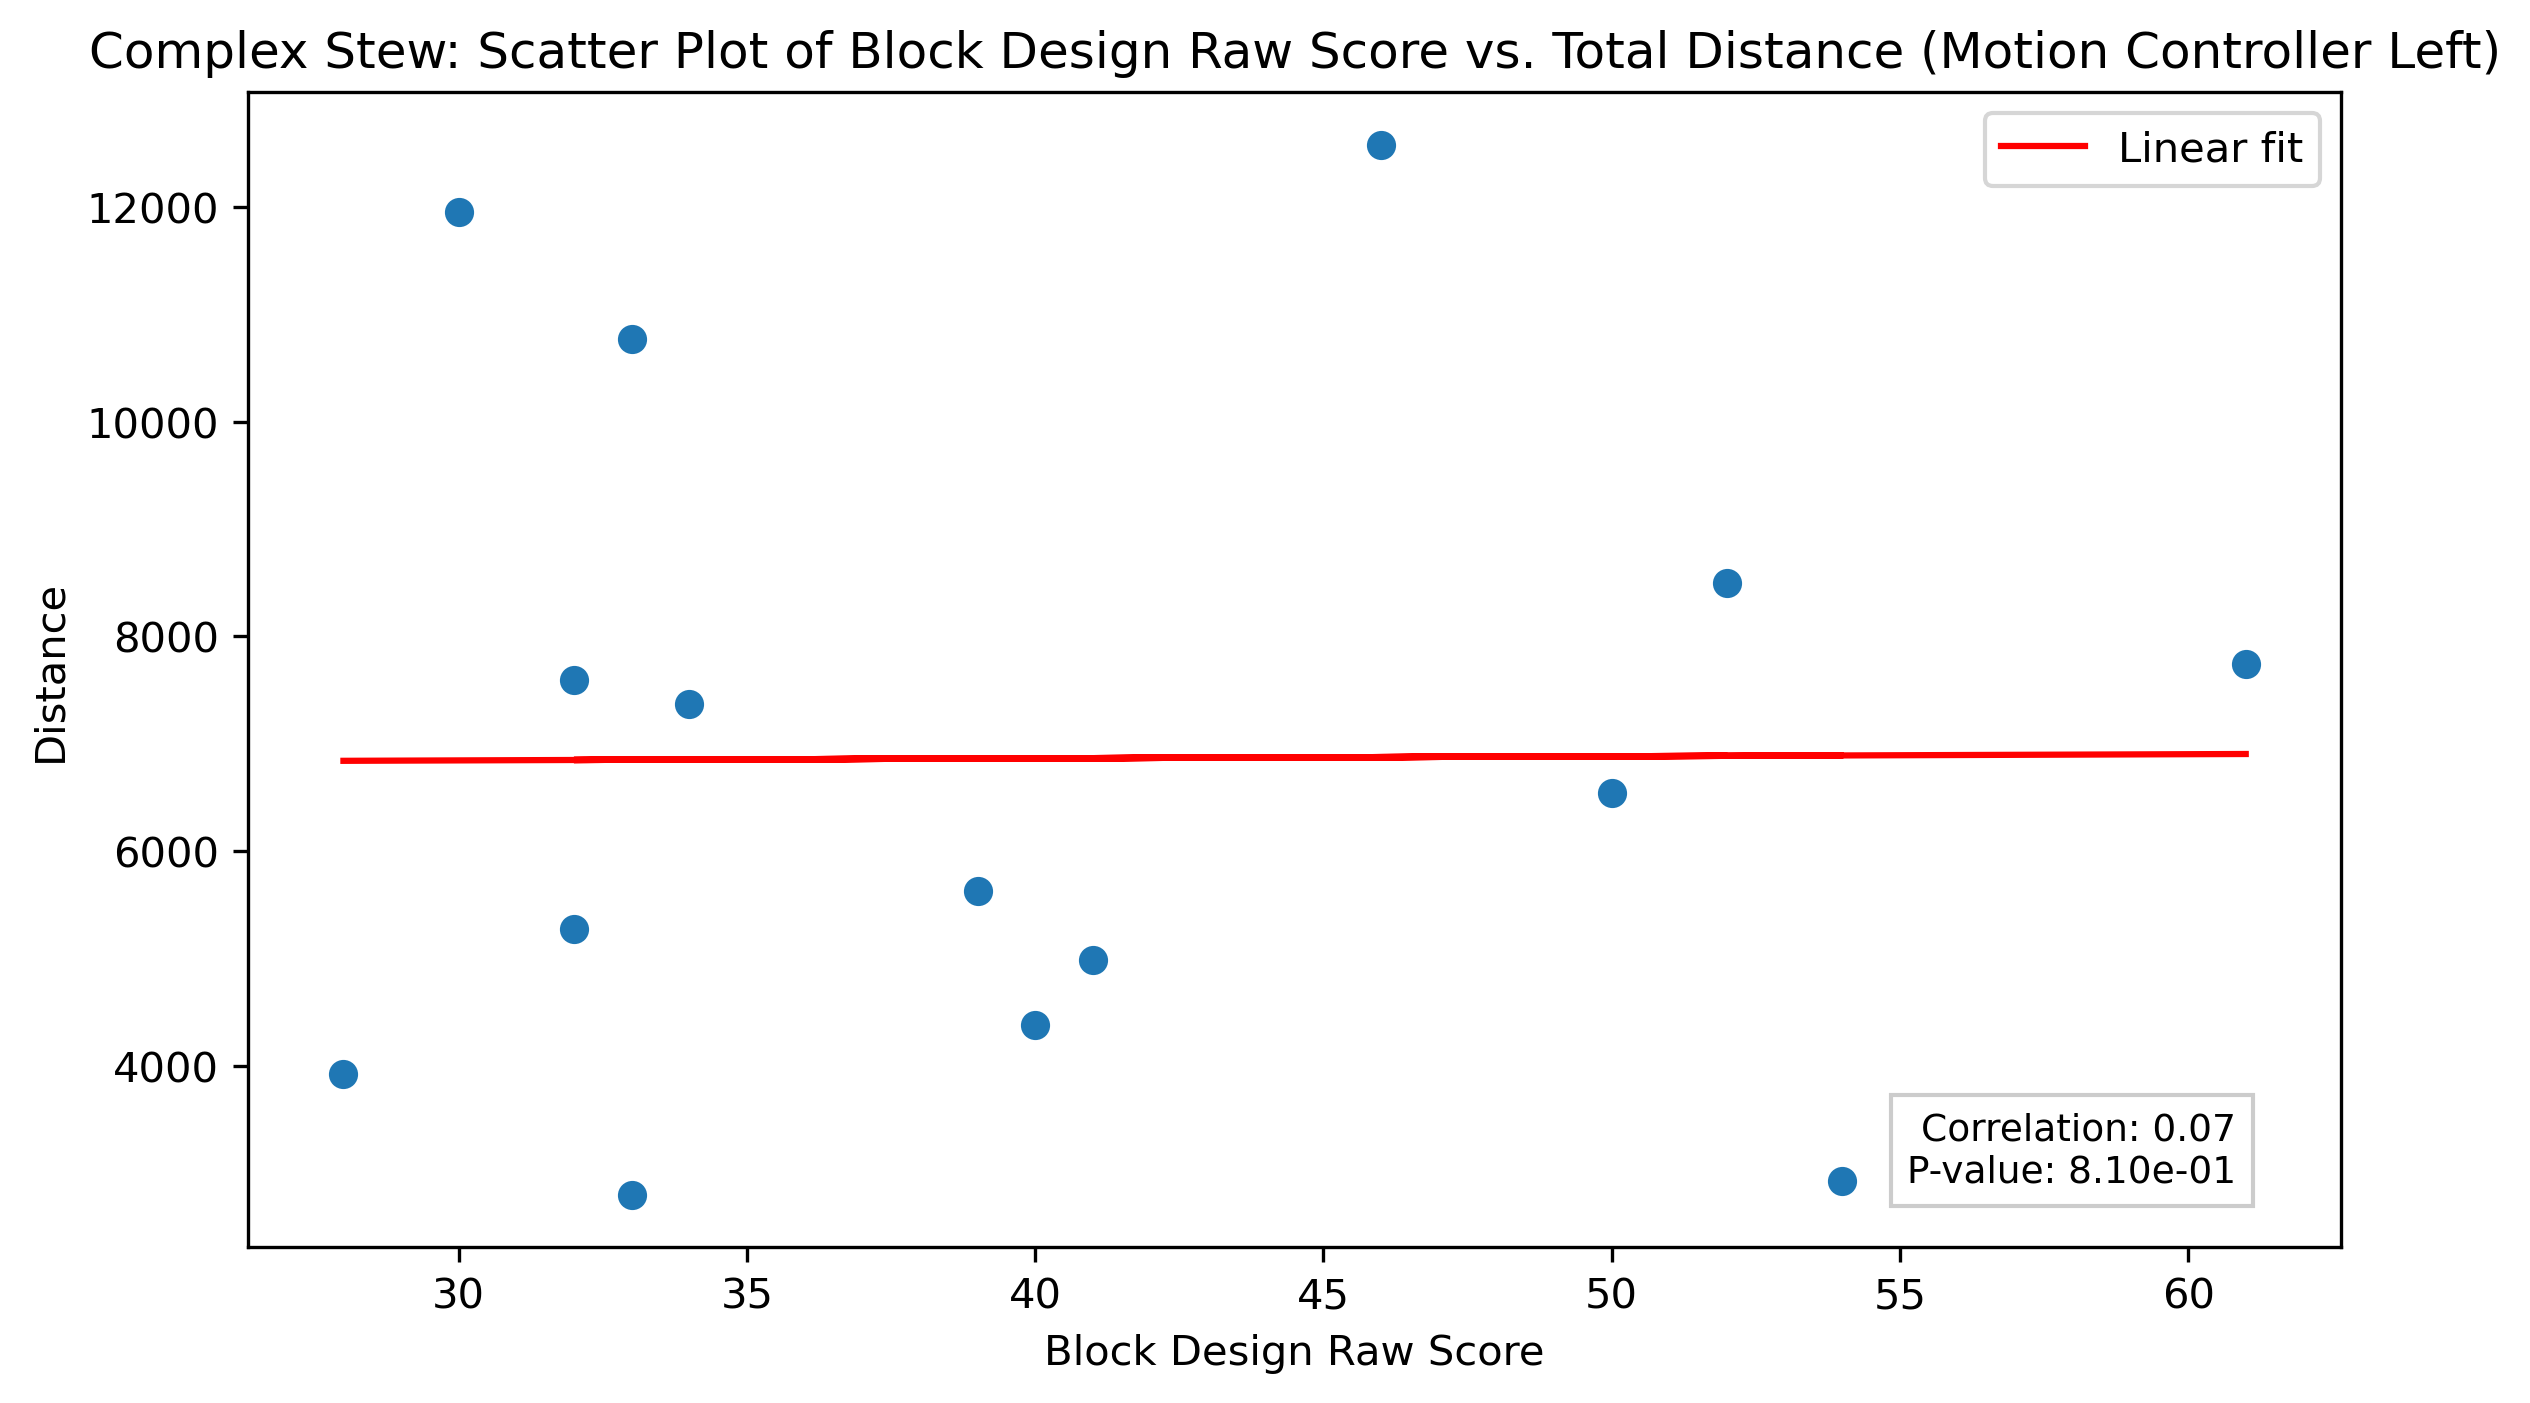 Complex Stew: Scatter Plot of Block Design Raw Score vs. Total Distance (Motion Controller Left)
Linear fit
12000
10000
8000
6000
4000
Distance
Correlation: 0.07
P-value: 8.10e-01
30 35 40 45 50 55 60
Block Design Raw Score